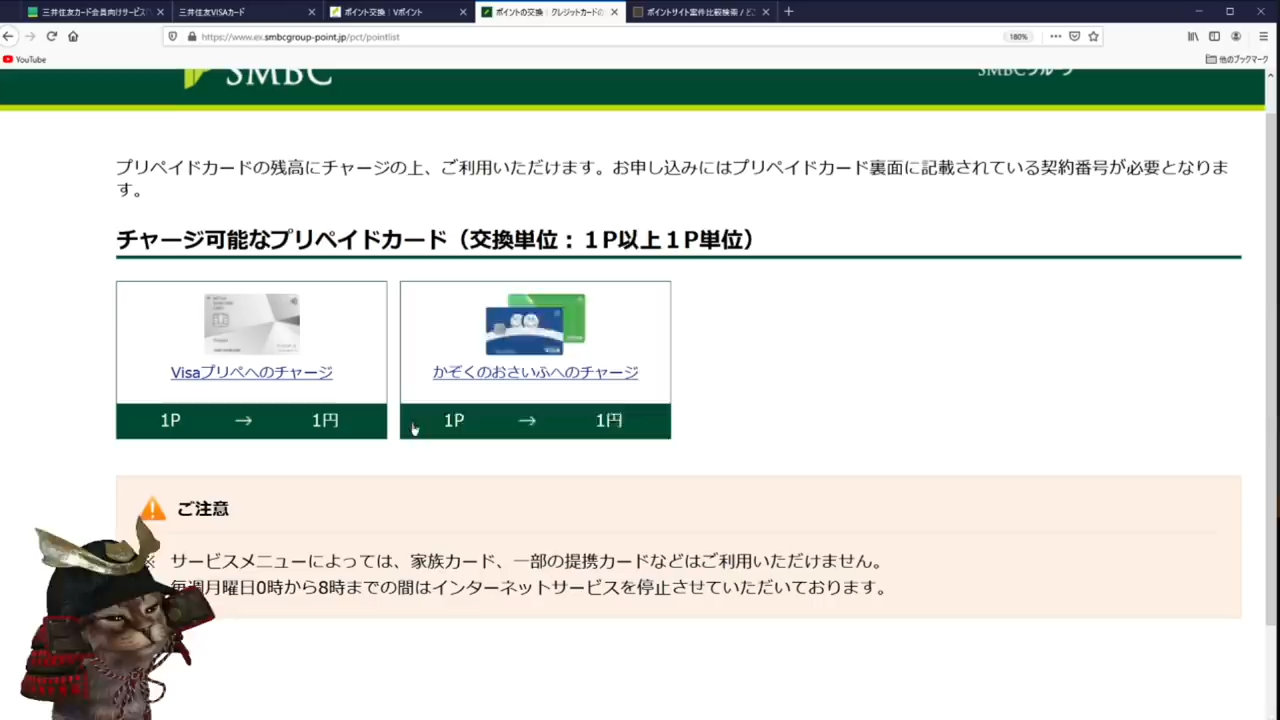 三井住友カード会員向けサービス
三井住友VISAカード
ポイント交換｜Vポイント
ポイントの交換｜クレジットカードの
ポイントサイト案件比較検索 / ど
https://www.ex.smbcgroup-point.jp/pct/pointlist
180%
YouTube
他のブックマーク
SMBC
SMBCグループ
プリペイドカードの残高にチャージの上、ご利用いただけます。お申し込みにはプリペイドカード裏面に記載されている契約番号が必要となりま
す。
チャージ可能なプリペイドカード（交換単位：１P以上１P単位）
Visaプリペへのチャージ
かぞくのおさいふへのチャージ
1P → 1円
1P → 1円
ご注意
※ サービスメニューによっては、家族カード、一部の提携カードなどはご利用いただけません。
毎週月曜日0時から8時までの間はインターネットサービスを停止させていただいております。